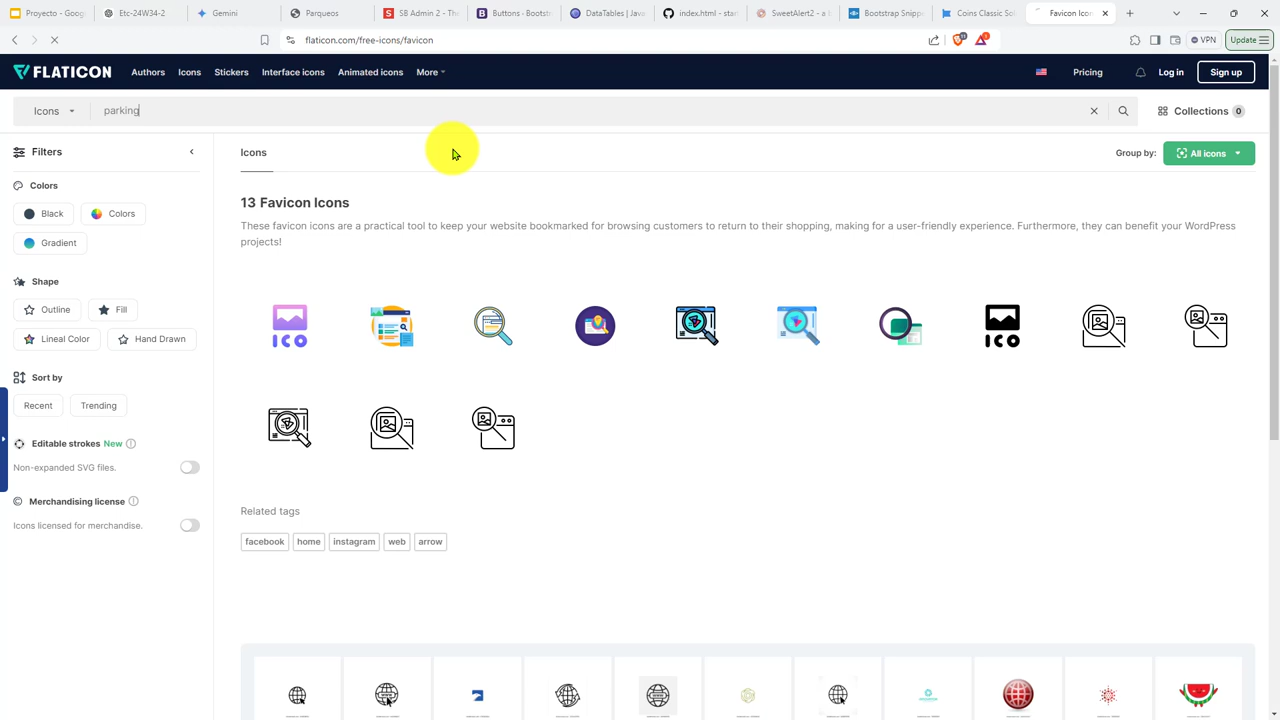 Proyecto - Goog
Etc-24W34-2
Gemini
Parqueos
SB Admin 2 - Th
Buttons - Bootst
DataTables | Jav
index.html - star
SweetAlert2 - a b
Bootstrap Snippe
Coins Classic Sol
Favicon Icon
flaticon.com/free-icons/favicon
VPN
Update
FLATICON
Authors
Icons
Stickers
Interface icons
Animated icons
More
Pricing
Log in
Sign up
Icons
parking
Collections
0
Filters
Icons
Group by:
All icons
Colors
Black
Colors
Gradient
13 Favicon Icons
These favicon icons are a practical tool to keep your website bookmarked for browsing customers to return to their shopping, making for a user-friendly experience. Furthermore, they can benefit your WordPress
projects!
Shape
Outline
Fill
Lineal Color
Hand Drawn
ICO
ICO
Sort by
Recent
Trending
Editable strokes New
Non-expanded SVG files.
Merchandising license
Icons licensed for merchandise.
Related tags
facebook
home
instagram
web
arrow